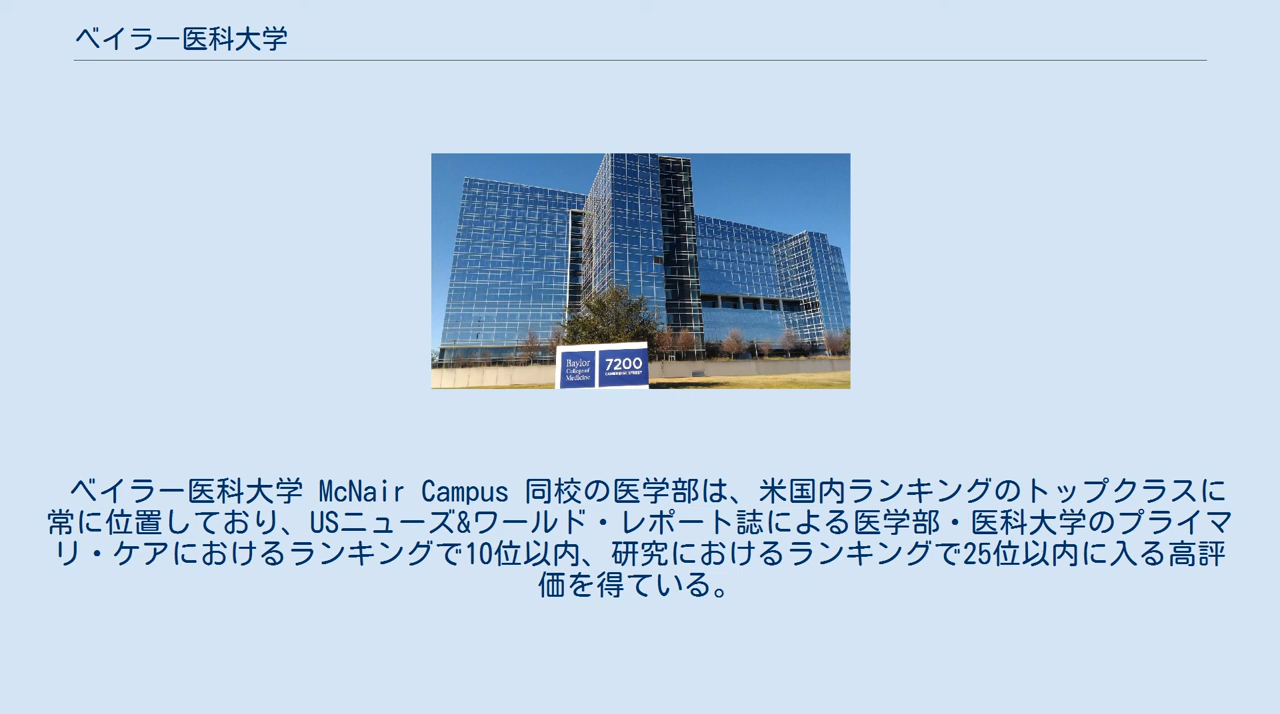 ベイラー医科大学
Baylor
College of
Medicine
7200
CAMBRIDGE STREET
ベイラー医科大学 McNair Campus 同校の医学部は、米国内ランキングのトップクラスに
常に位置しており、USニューズ&ワールド・レポート誌による医学部・医科大学のプライマ
リ・ケアにおけるランキングで10位以内、研究におけるランキングで25位以内に入る高評
価を得ている。